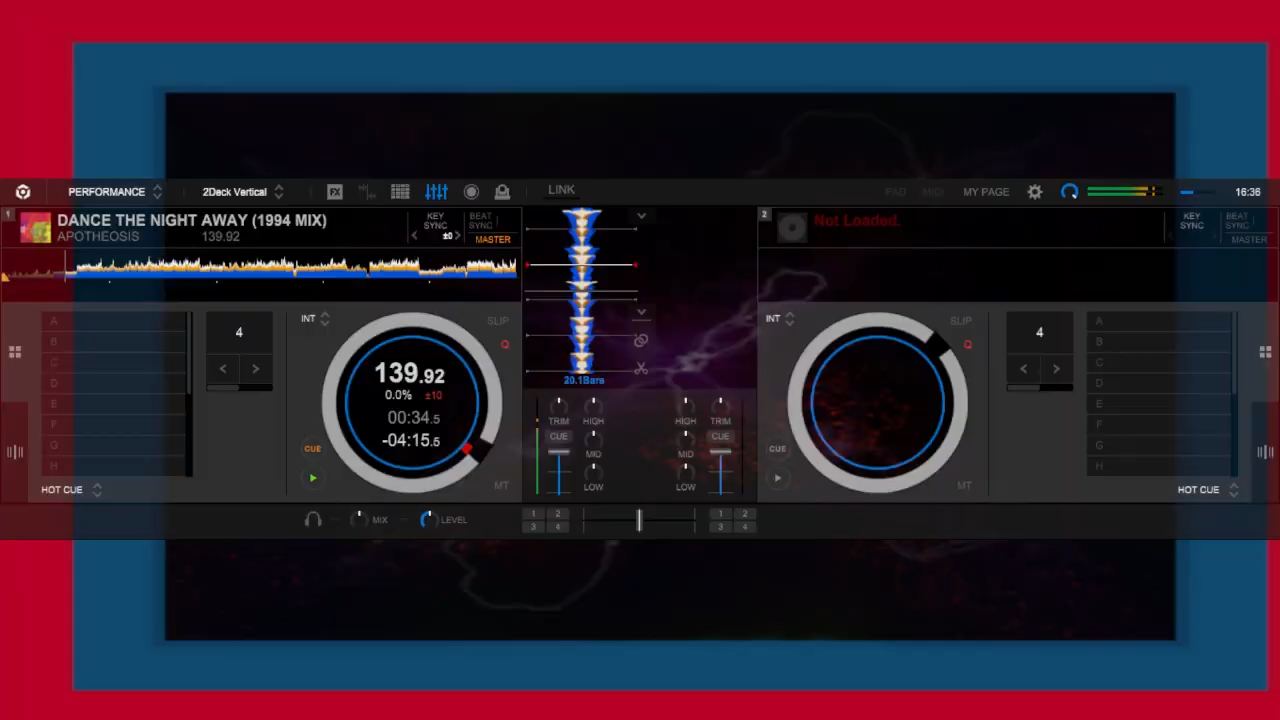 PERFORMANCE
2Deck Vertical
FX
LINK
PAD
MIDI
MY PAGE
16:36
1
DANCE THE NIGHT AWAY (1994 MIX)
APOTHEOSIS
139.92
KEY SYNC
±0
BEAT SYNC
MASTER
2
Not Loaded.
KEY SYNC
BEAT SYNC
MASTER
A
B
C
D
E
F
G
H
HOT CUE
4
INT
SLIP
Q
139.92
0.0%
±10
00:34.5
-04:15.5
CUE
MT
20.1Bars
TRIM
HIGH
CUE
MID
LOW
HIGH
TRIM
CUE
MID
LOW
INT
SLIP
Q
CUE
MT
4
A
B
C
D
E
F
G
H
HOT CUE
MIX
LEVEL
1 2
3 4
1 2
3 4